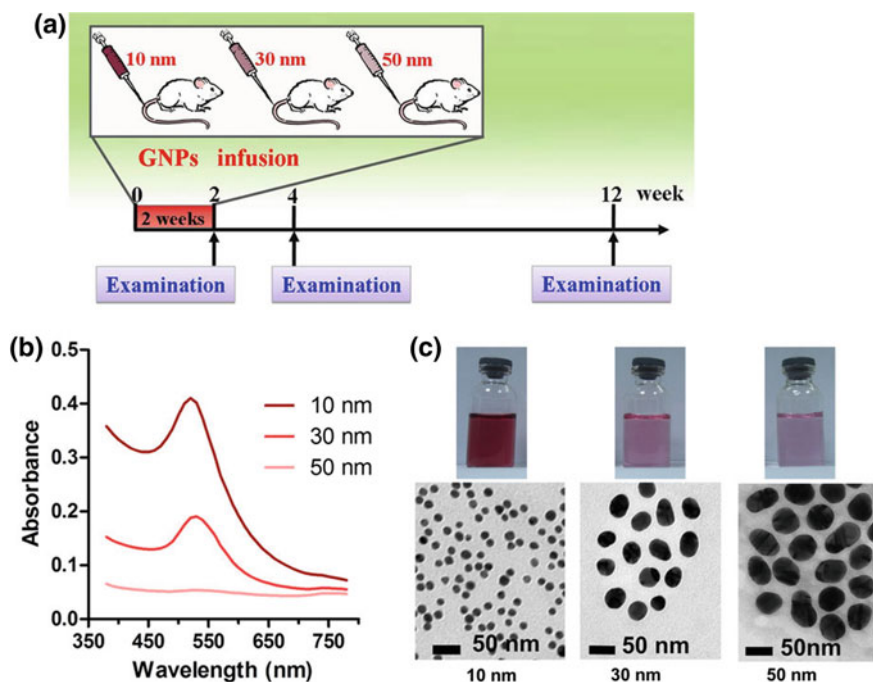 (a)
10 nm 30 nm 50 nm
GNPs infusion
0 2 4 12 week
2 weeks
Examination Examination Examination
(b)
0.5
0.4
0.3
0.2
0.1
0.0
Absorbance
10 nm
30 nm
50 nm
350 450 550 650 750
Wavelength (nm)
(c)
50 nm 50 nm 50nm
10 nm 30 nm 50 nm